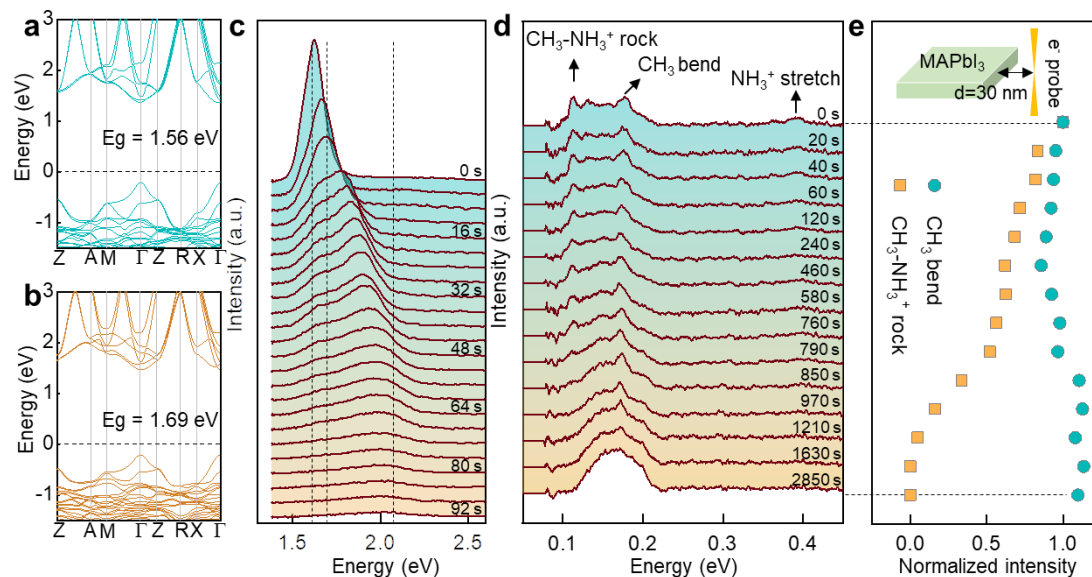 a
3
2
1
0
-1
Energy (eV)
Eg = 1.56 eV
Z A M Γ Z R X Γ
b
3
2
1
0
-1
Energy (eV)
Eg = 1.69 eV
Z A M Γ Z R X Γ
c
Intensity (a.u.)
0 s
16 s
32 s
48 s
64 s
80 s
92 s
1.5 2.0 2.5
Energy (eV)
d
Intensity (a.u.)
CH₃-NH₃⁺ rock
CH₃ bend
NH₃⁺ stretch
0 s
20 s
40 s
60 s
120 s
240 s
460 s
580 s
760 s
790 s
850 s
970 s
1210 s
1630 s
2850 s
0.1 0.2 0.3 0.4
Energy (eV)
e
MAPbI₃
d=30 nm
e⁻ probe
CH₃-NH₃⁺ rock
CH₃ bend
0.0 0.5 1.0
Normalized intensity